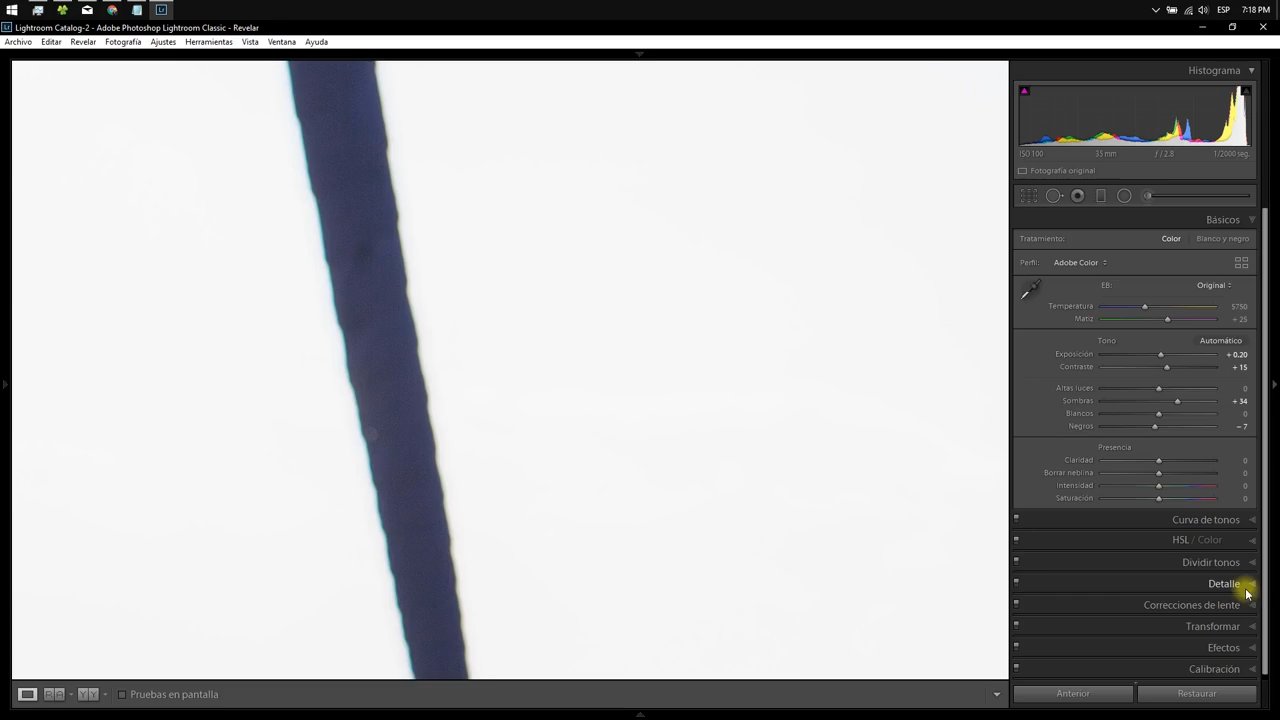 ESP 7:18 PM
Lightroom Catalog-2 - Adobe Photoshop Lightroom Classic - Revelar
Archivo Editar Revelar Fotografía Ajustes Herramientas Vista Ventana Ayuda
Histograma
ISO 100 35 mm f / 2.8 1/2000 seg.
Fotografía original
Básicos
Tratamiento: Color Blanco y negro
Perfil: Adobe Color
EB: Original
Temperatura 5750
Matiz + 25
Tono Automático
Exposición + 0.20
Contraste + 15
Altas luces 0
Sombras + 34
Blancos 0
Negros – 7
Presencia
Claridad 0
Borrar neblina 0
Intensidad 0
Saturación 0
Curva de tonos
HSL / Color
Dividir tonos
Detalle
Correcciones de lente
Transformar
Efectos
Calibración
Pruebas en pantalla
Anterior Restaurar